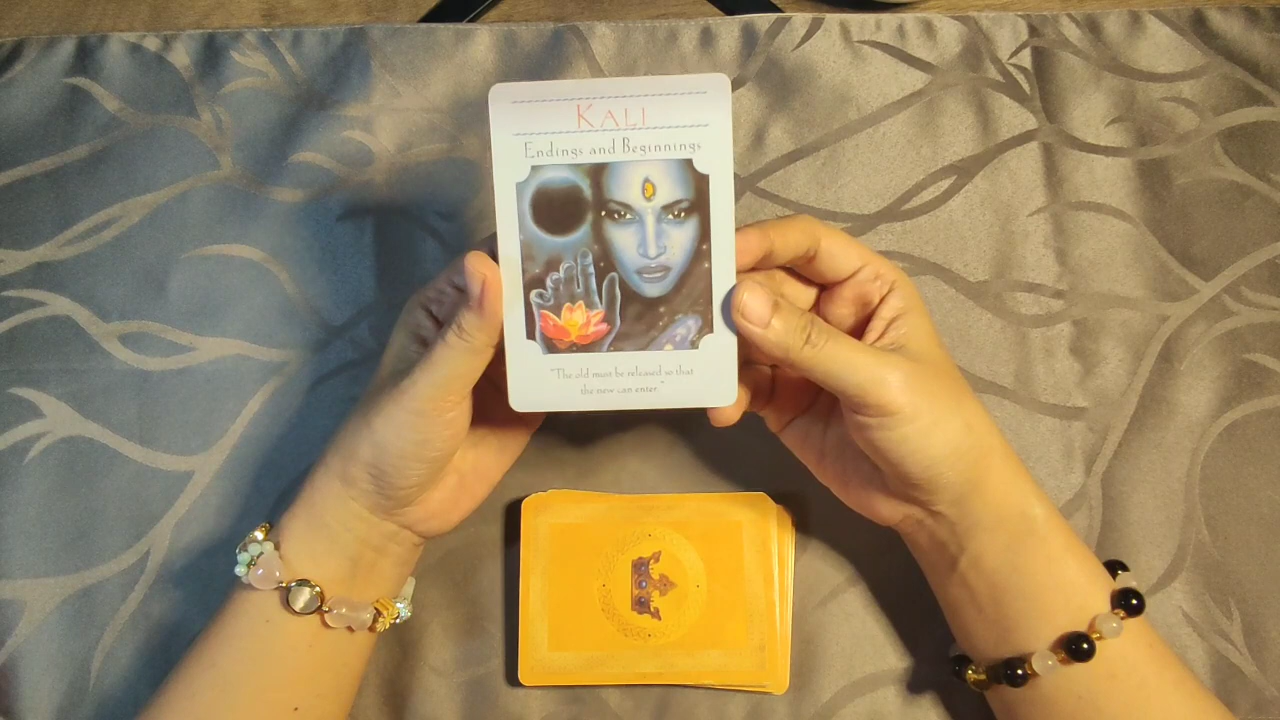 KALI
Endings and Beginnings
"The old must be released so that
the new can enter."